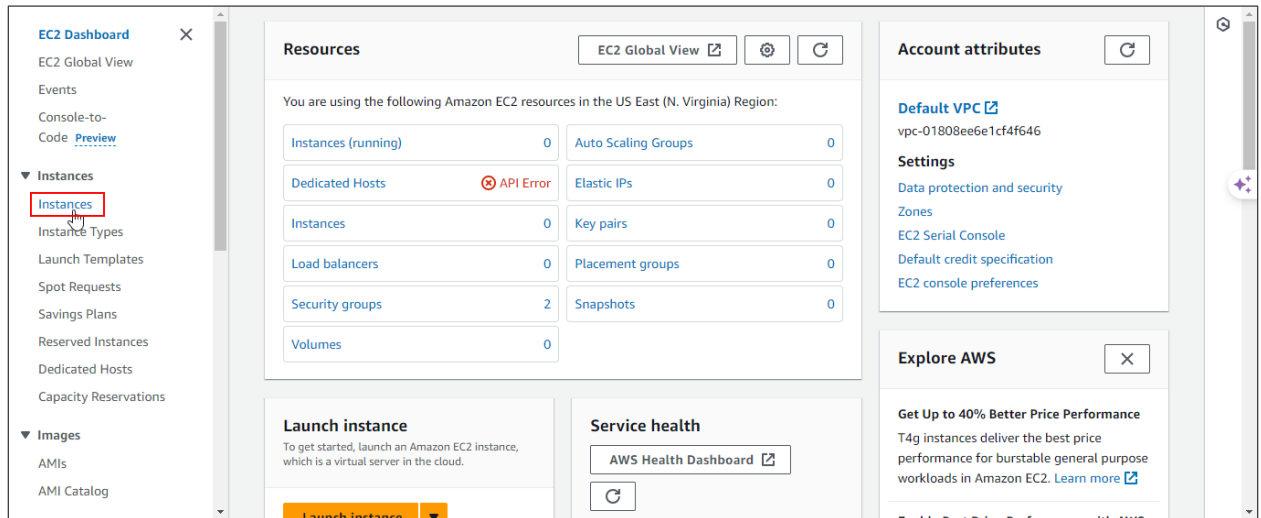 EC2 Dashboard
EC2 Global View
Events
Console-to-
Code Preview
Instances
Instances
Instance Types
Launch Templates
Spot Requests
Savings Plans
Reserved Instances
Dedicated Hosts
Capacity Reservations
Images
AMIs
AMI Catalog
Resources
EC2 Global View
You are using the following Amazon EC2 resources in the US East (N. Virginia) Region:
Instances (running) 0
Auto Scaling Groups 0
Dedicated Hosts API Error
Elastic IPs 0
Instances 0
Key pairs 0
Load balancers 0
Placement groups 0
Security groups 2
Snapshots 0
Volumes 0
Launch instance
To get started, launch an Amazon EC2 instance,
which is a virtual server in the cloud.
Launch instance
Service health
AWS Health Dashboard
Account attributes
Default VPC
vpc-01808ee6e1cf4f646
Settings
Data protection and security
Zones
EC2 Serial Console
Default credit specification
EC2 console preferences
Explore AWS
Get Up to 40% Better Price Performance
T4g instances deliver the best price
performance for burstable general purpose
workloads in Amazon EC2. Learn more